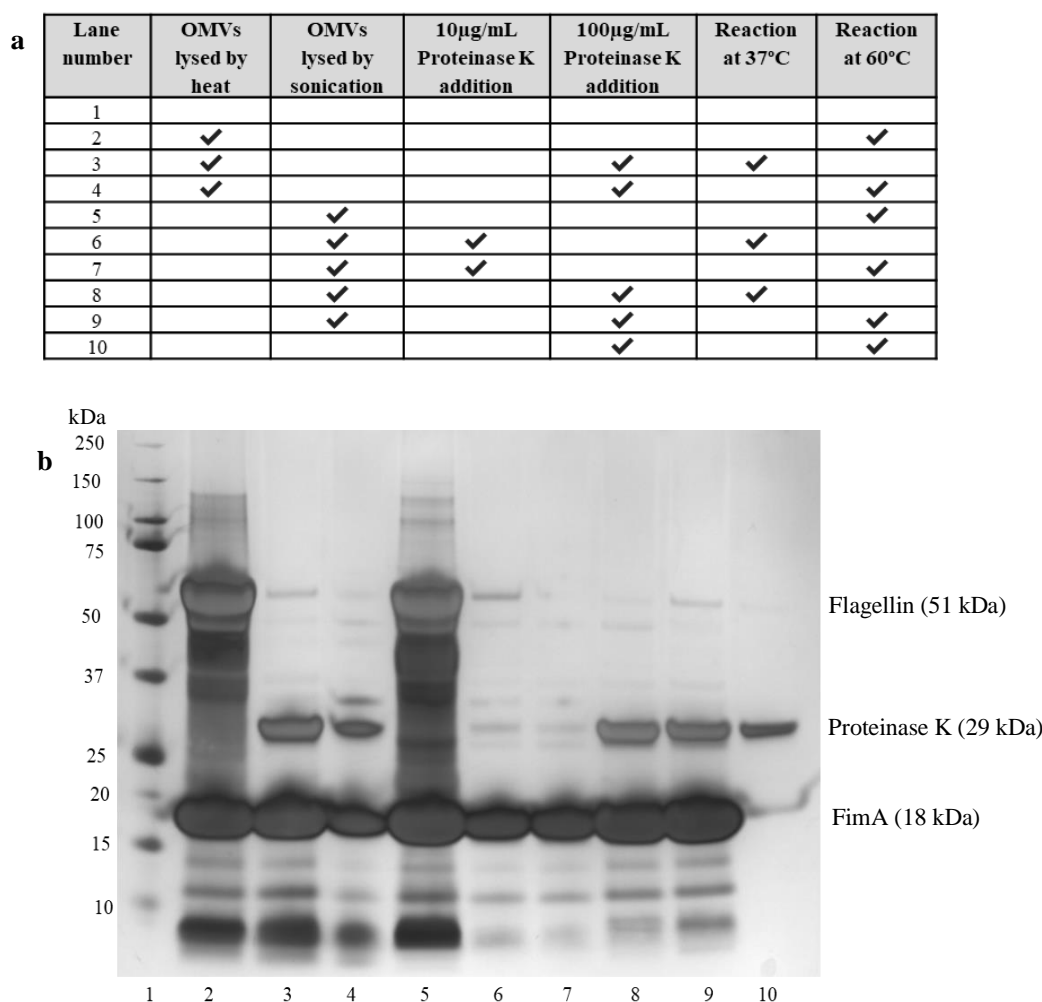 a
Lane number OMVs lysed by heat OMVs lysed by sonication 10µg/mL Proteinase K addition 100µg/mL Proteinase K addition Reaction at 37ºC Reaction at 60ºC
1
2 ✓ ✓
3 ✓ ✓ ✓
4 ✓ ✓ ✓
5 ✓ ✓
6 ✓ ✓ ✓
7 ✓ ✓ ✓
8 ✓ ✓ ✓
9 ✓ ✓ ✓
10 ✓ ✓
b
kDa
250
150
100
75
50
37
25
20
15
10
Flagellin (51 kDa)
Proteinase K (29 kDa)
FimA (18 kDa)
1 2 3 4 5 6 7 8 9 10